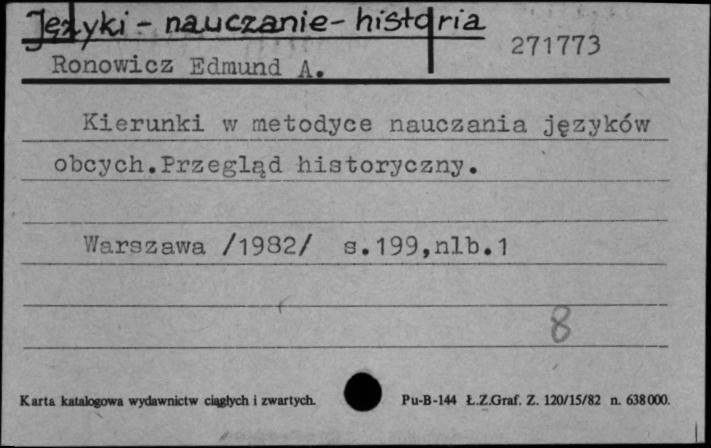 Języki - nauczanie - historia
271773
Ronowicz Edmund A.
Kierunki w metodyce nauczania języków
obcych.Przegląd historyczny.
Warszawa /1982/ s.199,nlb.1
8
Karta katalogowa wydawnictw ciągłych i zwartych.
Pu-B-144 Ł.Z.Graf. Z. 120/15/82 n. 638000.